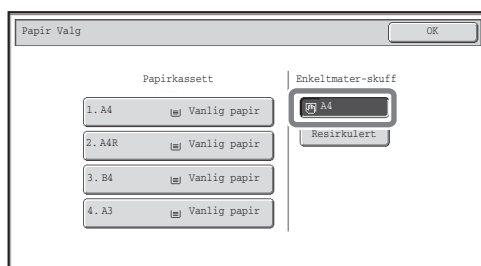 Papir Valg
OK
Papirkassett
1. A4 Vanlig papir
2. A4R Vanlig papir
3. B4 Vanlig papir
4. A3 Vanlig papir
Enkeltmater-skuff
A4
Resirkulert